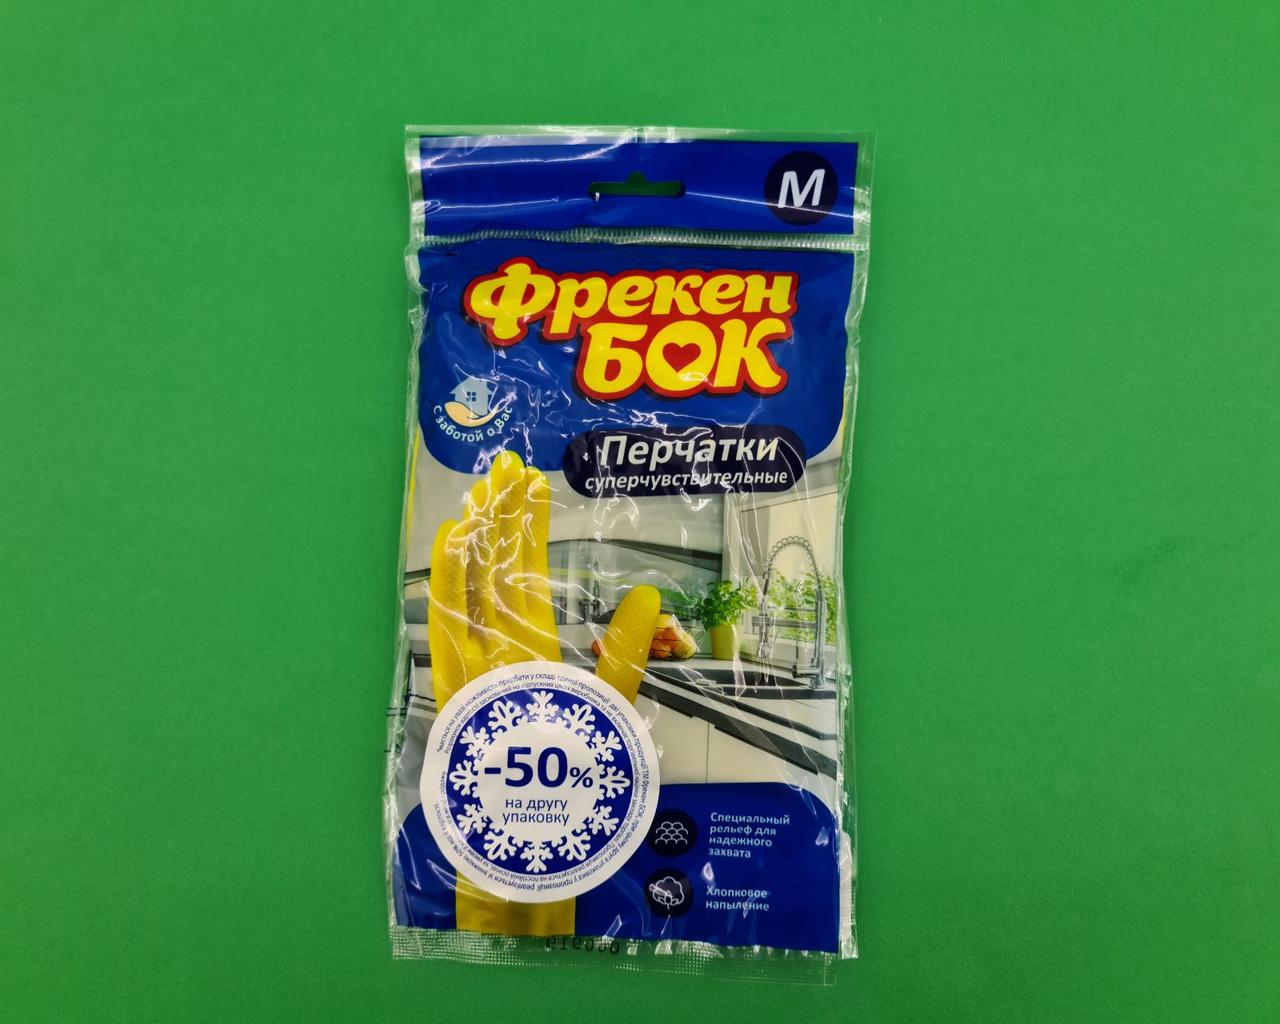 M
Фрекен
БОК
С заботой о Вас
Перчатки
суперчувствительные
-50%
на другу
упаковку
Специальный
рельеф для
надежного
захвата
Хлопковое
напыление